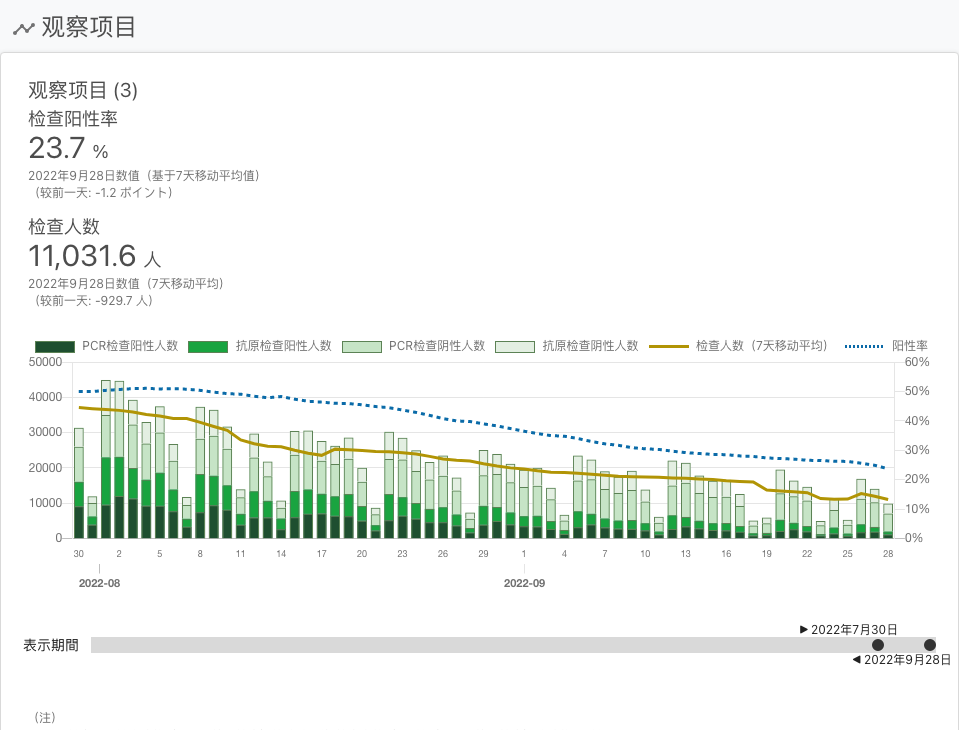 观察项目
观察项目 (3)
检查阳性率
23.7 %
2022年9月28日数值（基于7天移动平均值）
（较前一天: -1.2 ポイント）
检查人数
11,031.6 人
2022年9月28日数值（7天移动平均）
（较前一天: -929.7 人）
PCR检查阳性人数 抗原检查阳性人数 PCR检查阴性人数 抗原检查阴性人数 检查人数（7天移动平均） 阳性率
50000 60%
40000 50%
30000 40%
20000 30%
10000 20%
0 10%
0%
30 2 5 8 11 14 17 20 23 26 29 1 4 7 10 13 16 19 22 25 28
2022-08 2022-09
►2022年7月30日
表示期間
◄2022年9月28日
（注）